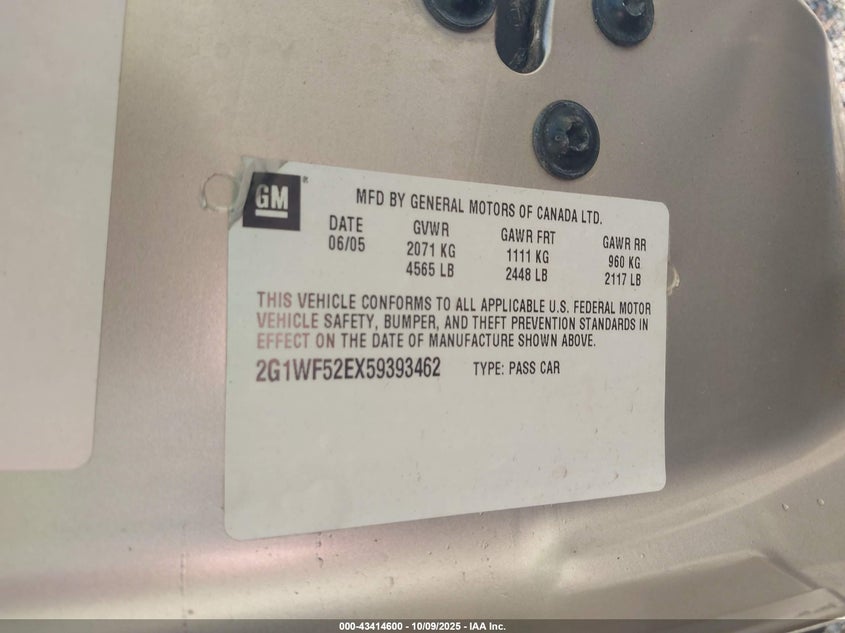 GM ®
MFD BY GENERAL MOTORS OF CANADA LTD.
DATE GVWR GAWR FRT GAWR RR
06/05 2071 KG 1111 KG 960 KG
4565 LB 2448 LB 2117 LB
THIS VEHICLE CONFORMS TO ALL APPLICABLE U.S. FEDERAL MOTOR
VEHICLE SAFETY, BUMPER, AND THEFT PREVENTION STANDARDS IN
EFFECT ON THE DATE OF MANUFACTURE SHOWN ABOVE.
2G1WF52EX59393462 TYPE: PASS CAR
000-43414600 - 10/09/2025 - IAA Inc.